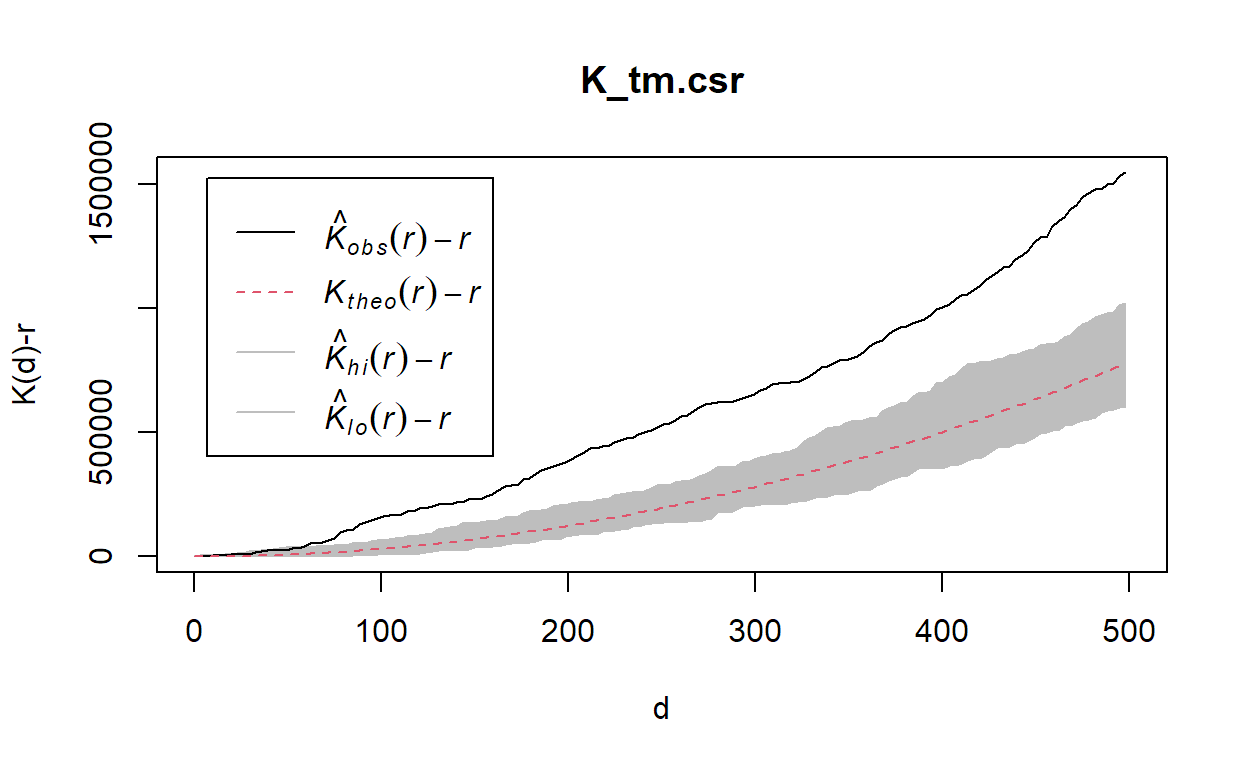 K_tm.csr
K(d)-r
1500000
500000
0
K̂obs(r) − r
Ktheo(r) − r
K̂hi(r) − r
K̂lo(r) − r
0 100 200 300 400 500
d